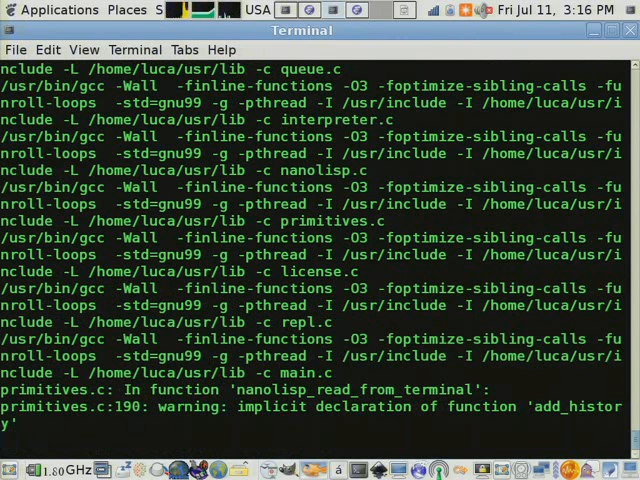 Applications Places S USA Fri Jul 11, 3:16 PM
Terminal
File Edit View Terminal Tabs Help
nclude -L /home/luca/usr/lib -c queue.c
/usr/bin/gcc -Wall -finline-functions -O3 -foptimize-sibling-calls -fu
nroll-loops -std=gnu99 -g -pthread -I /usr/include -I /home/luca/usr/i
nclude -L /home/luca/usr/lib -c interpreter.c
/usr/bin/gcc -Wall -finline-functions -O3 -foptimize-sibling-calls -fu
nroll-loops -std=gnu99 -g -pthread -I /usr/include -I /home/luca/usr/i
nclude -L /home/luca/usr/lib -c nanolisp.c
/usr/bin/gcc -Wall -finline-functions -O3 -foptimize-sibling-calls -fu
nroll-loops -std=gnu99 -g -pthread -I /usr/include -I /home/luca/usr/i
nclude -L /home/luca/usr/lib -c primitives.c
/usr/bin/gcc -Wall -finline-functions -O3 -foptimize-sibling-calls -fu
nroll-loops -std=gnu99 -g -pthread -I /usr/include -I /home/luca/usr/i
nclude -L /home/luca/usr/lib -c license.c
/usr/bin/gcc -Wall -finline-functions -O3 -foptimize-sibling-calls -fu
nroll-loops -std=gnu99 -g -pthread -I /usr/include -I /home/luca/usr/i
nclude -L /home/luca/usr/lib -c repl.c
/usr/bin/gcc -Wall -finline-functions -O3 -foptimize-sibling-calls -fu
nroll-loops -std=gnu99 -g -pthread -I /usr/include -I /home/luca/usr/i
nclude -L /home/luca/usr/lib -c main.c
primitives.c: In function 'nanolisp_read_from_terminal':
primitives.c:190: warning: implicit declaration of function 'add_histor
y'
1.80 GHz á